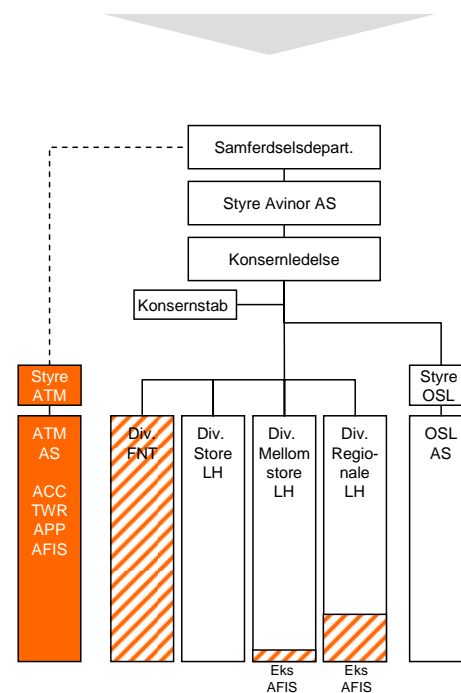 Samferdselsdepart.
Styre Avinor AS
Konsernledelse
Konsernstab
Styre
ATM
Styre
OSL
ATM
AS
ACC
TWR
APP
AFIS
Div.
FNT
Div.
Store
LH
Div.
Mellom
store
LH
Div.
Regio-
nale
LH
OSL
AS
Eks
AFIS
Eks
AFIS